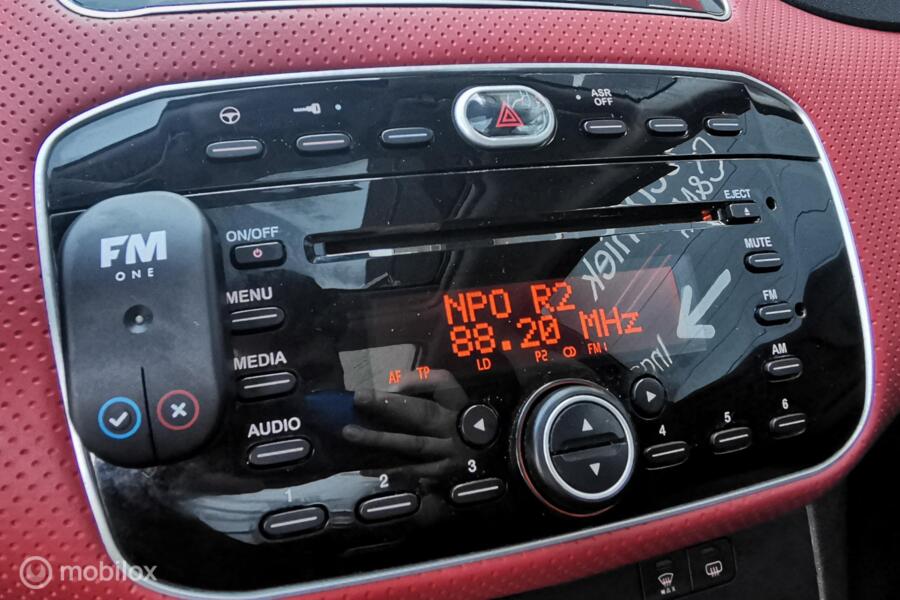 ASR
OFF
EJECT
FM
ONE
ON/OFF
MUTE
MENU
NPO R2
FM
88.20 MHz
LD P2 FM I
MEDIA
AF TP
AM
AUDIO
1
2
3
4
5
6
MAX
mobilox